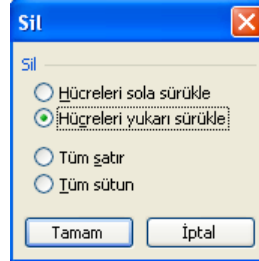 Sil
Sil
Hücreleri sola sürükle
Hücreleri yukarı sürükle
Tüm satır
Tüm sütun
Tamam İptal